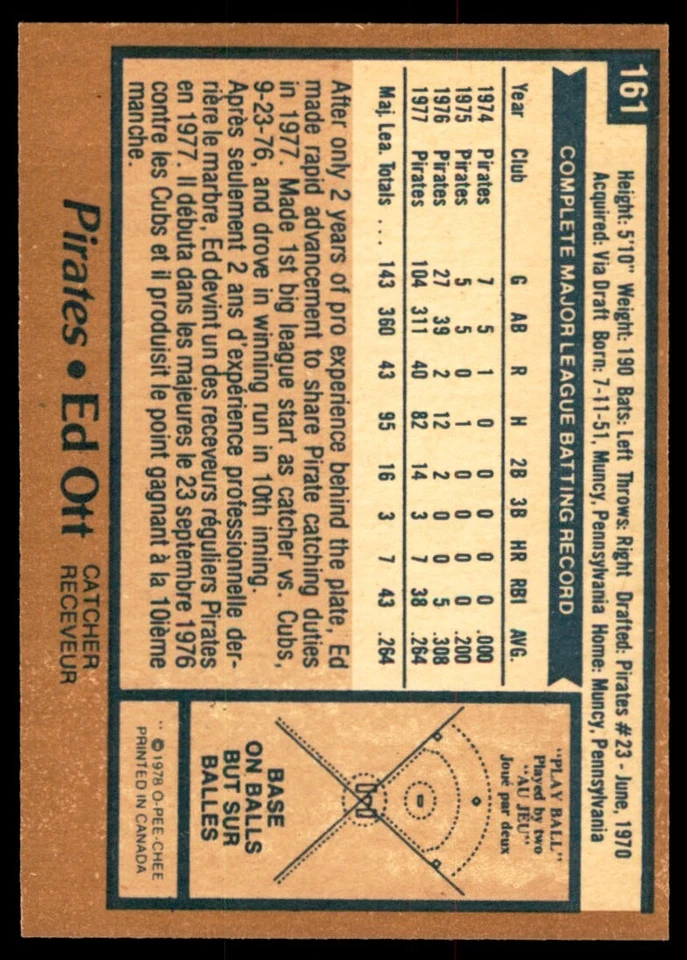 161
Height: 5'10" Weight: 190 Bats: Left Throws: Right Drafted: Pirates #23 - June, 1970
Acquired: Via Draft Born: 7-11-51, Muncy, Pennsylvania Home: Muncy, Pennsylvania
COMPLETE MAJOR LEAGUE BATTING RECORD
Year Club G AB R H 2B 3B HR RBI AVG.
1974 Pirates 7 5 1 0 0 0 0 0 .000
1975 Pirates 5 5 0 1 0 0 0 0 .200
1976 Pirates 27 39 2 12 2 0 0 5 .308
1977 Pirates 104 311 40 82 14 3 7 38 .264
Maj. Lea. Totals ... 143 360 43 95 16 3 7 43 .264
After only 2 years of pro experience behind the plate, Ed
made rapid advancement to share Pirate catching duties
in 1977. Made 1st big league start as catcher vs. Cubs,
9-23-76, and drove in winning run in 10th inning.
Après seulement 2 ans d'expérience professionnelle der-
rière le marbre, Ed devint un des receveurs réguliers Pirates
en 1977. Il débuta dans les majeures le 23 septembre 1976
contre les Cubs et il produisit le point gagnant à la 10ième
manche.
Pirates • Ed Ott CATCHER
RECEVEUR
"PLAY BALL"
Played by two
"AU JEU"
Joué par deux
BASE
ON BALLS
BUT SUR
BALLES
** © 1978 O-PEE-CHEE
PRINTED IN CANADA